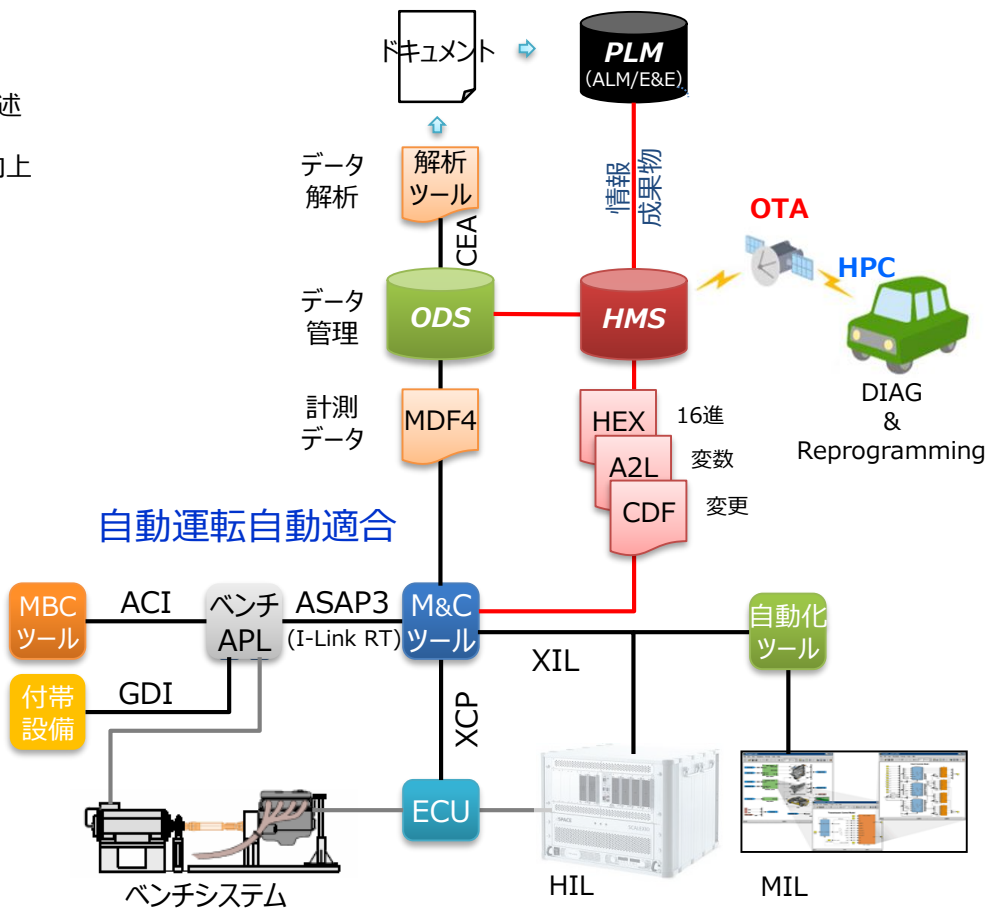 ドキュメント
PLM
(ALM/E&E)
述
向上
データ
解析
解析
ツール
CEA
情報
成果物
OTA
HPC
データ
管理
ODS
HMS
DIAG
&
Reprogramming
計測
データ
MDF4
HEX
16進
A2L
変数
CDF
変更
自動運転自動適合
MBC
ツール
ACI
ベンチ
APL
ASAP3
(I-Link RT)
M&C
ツール
XIL
自動化
ツール
付帯
設備
GDI
XCP
ECU
ベンチシステム
HIL
MIL